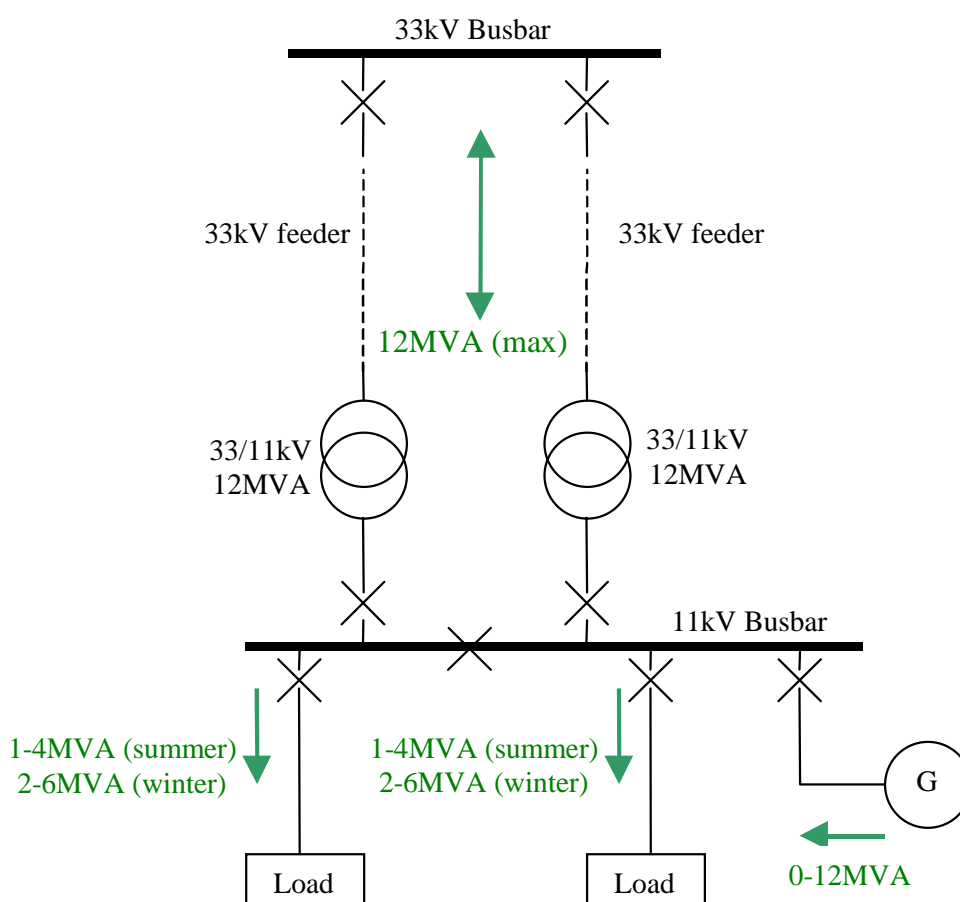 33kV Busbar
33kV feeder
33kV feeder
12MVA (max)
33/11kV
12MVA
33/11kV
12MVA
11kV Busbar
1-4MVA (summer)
2-6MVA (winter)
1-4MVA (summer)
2-6MVA (winter)
G
0-12MVA
Load
Load